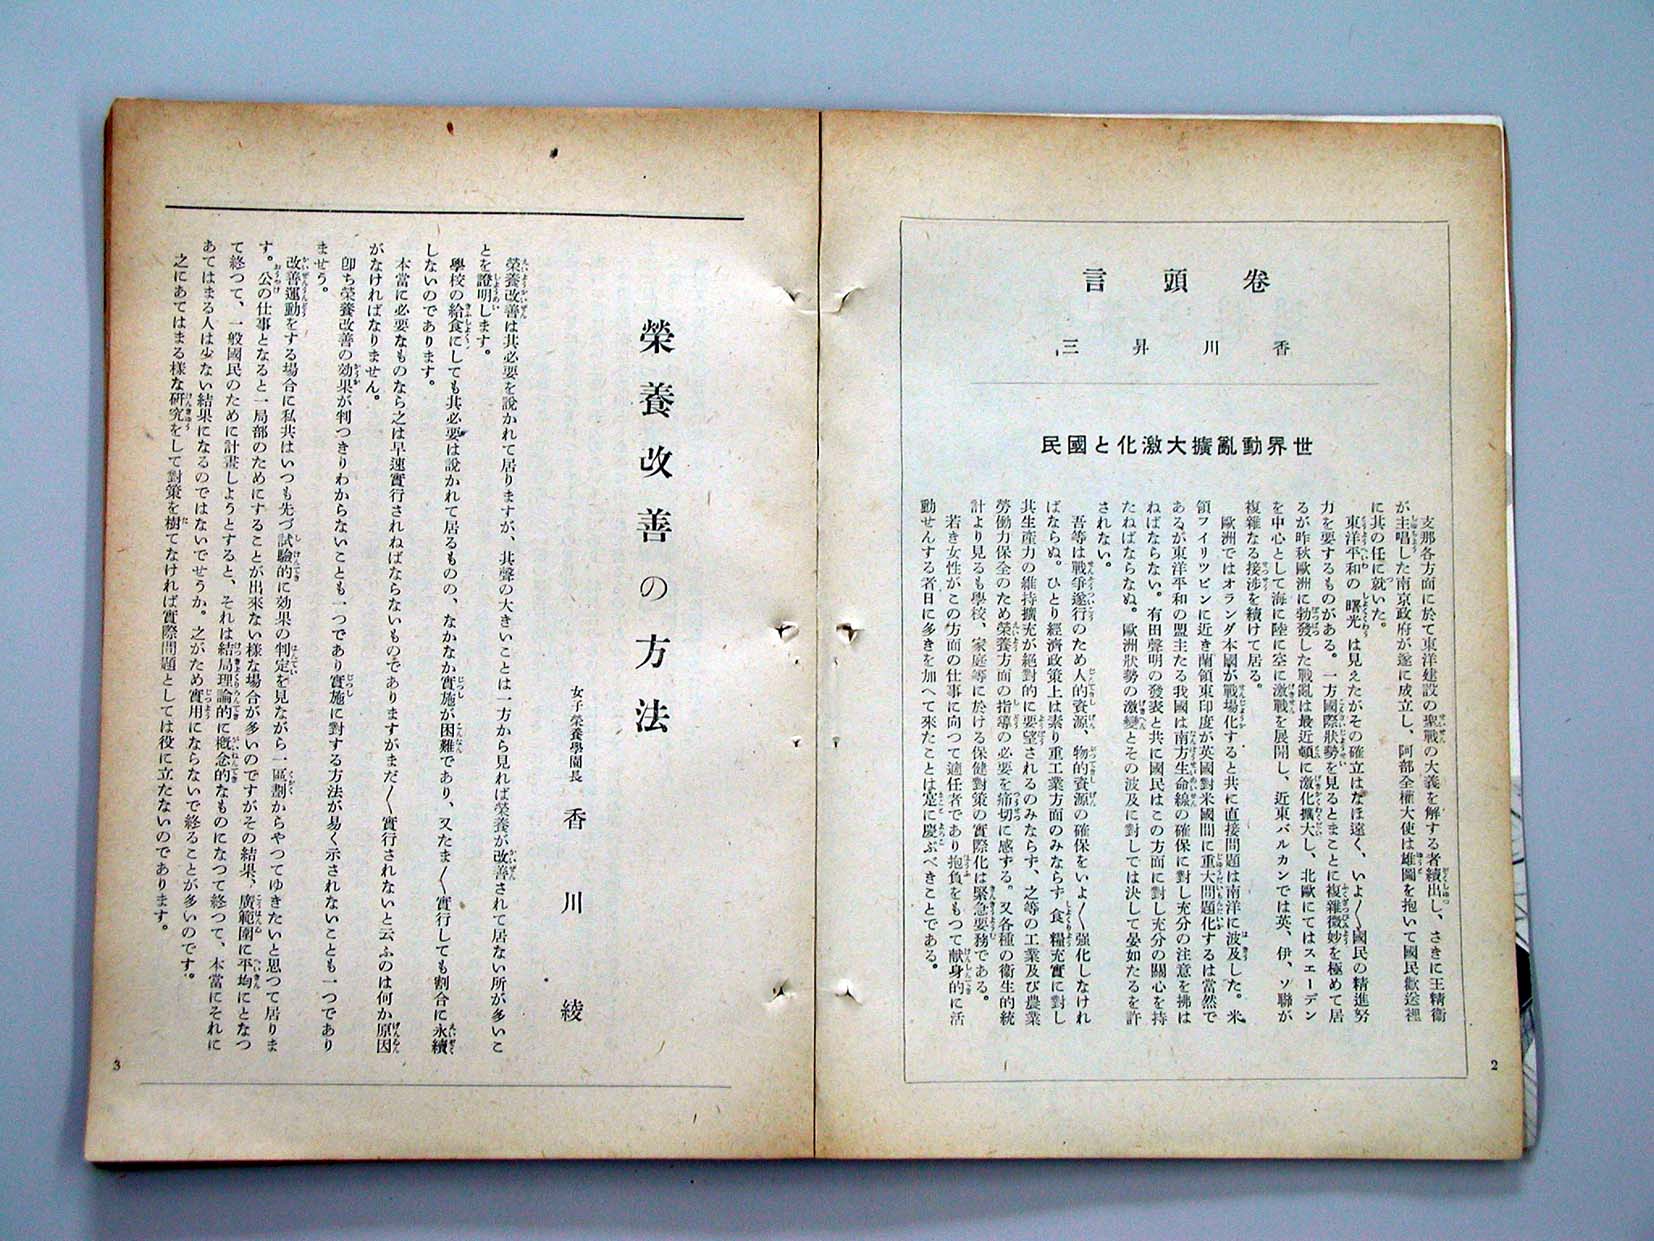 卷頭言
香川昇三
世界動亂擴大激化と國民
支那各方面に於て東洋建設の聖戰の大義を解する者續出し、さきに王精衛
が主唱した南京政府が遂に成立し、阿部全權大使は雄圖を抱いて國民歡送裡
に共の任に就いた。
東洋平和の曙光は見えたがその確立はなほ遠く、いよ〱國民の精進努
力を要するものがある。一方國際狀勢を見るとまことに複雜微妙を極めて居
るが昨秋歐洲に勃發した戰亂は最近頓に激化擴大し、北歐にてはスエーデン
を中心として海に陸に空に激戰を展開し、近東バルカンでは英、伊、ソ聯が
複雜なる接渉を續けて居る。
歐洲ではオランダ本國が戰場化すると共に直接問題は南洋に波及した。米
領フイリツピンに近き蘭領東印度が英國對米國間に重大問題化するは當然で
あるが東洋平和の盟主たる我國は南方生命線の確保に對し充分の注意を拂は
ねばならない。有田聲明の發表と共に國民はこの方面に對し充分の關心を持
たねばならなぬ。歐洲狀勢の激變とその波及に對しては決して晏如たるを許
されない。
吾等は戰爭遂行のため人的資源、物的資源の確保をいよ〱强化しなけれ
ばならぬ。ひとり經濟政策上は素り重工業方面のみならず食糧充實に對し
共生產力の維持擴充が絕對的に要望されるのみならず、之等の工業及び農業
勞働力保全のため榮養方面の指導の必要を痛切に感ずる。又各種の衞生的統
計より見るも學校、家庭等に於ける保健對策の實際化は緊急要務である。
若き女性がこの方面の仕事に向つて適任者であり抱負をもつて献身的に活
動せんする者日に多きを加へて來たことは寔に慶ぶべきことである。
2
榮養改善の方法
女子榮養學園長 香川綾
榮養改善は其必要を說かれて居りますが、共聲の大きいことは一方から見れば榮養が改善されて居ない所が多いこ
とを證明します。
學校の給食にしても其必要は說かれて居るものの、なかなか實施が困難であり、又たま〱實行しても割合に永續
しないのであります。
本當に必要なものなら之は早速實行されねばならないものでありますがまだ〱實行されないと云ふのは何か原因
がなければなりません。
卽ち榮養改善の効果が判つきりわからないことも一つであり實施に對する方法が易く示されないことも一つであり
ませう。
改善運動をする場合に私共はいつも先づ試驗的に効果の判定を見ながら一區劃からやつてゆきたいと思つて居りま
す。公の仕事となると一局部のためにすることが出來ない樣な場合が多いのですがその結果、廣範圍に平均にとなつ
て終つて、一般國民のために計畫しようとすると、それは結局理論的に槪念的なものになつて終つて、本當にそれに
あてはまる人は少ない結果になるのではないでせうか。之がため實用にならないで終ることが多いのです。
之にあてはまる樣な硏究をして對策を樹てなければ實際問題としては役に立たないのであります。
3